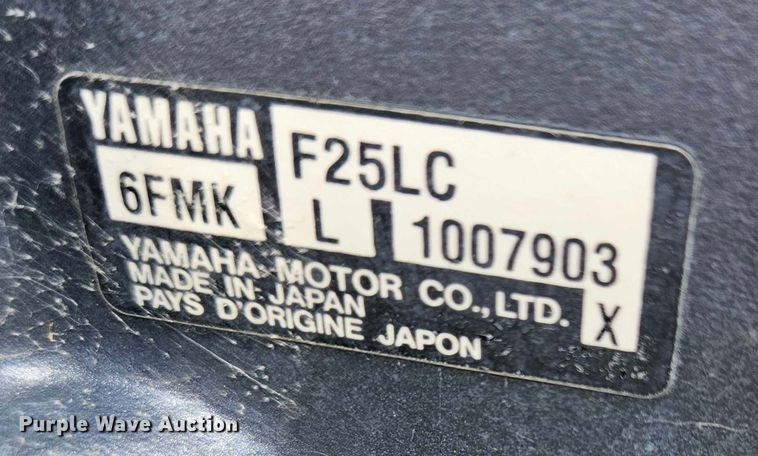 YAMAHA
F25LC
6FMK
L 1007903
X
YAMAHA MOTOR CO., LTD.
MADE IN JAPAN
PAYS D'ORIGINE JAPON
Purple Wave Auction